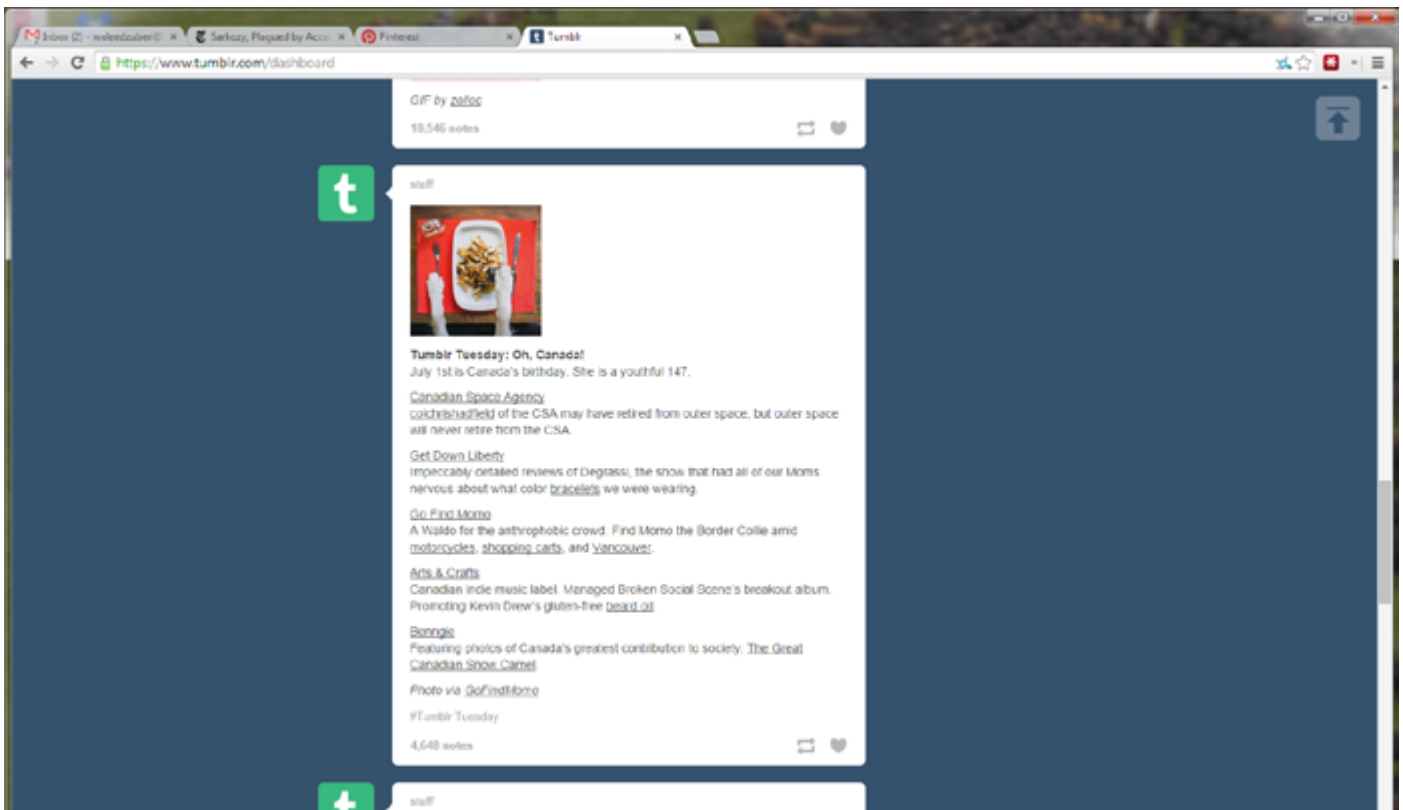 Inbox (2) - waleedzuber@
Sarkozy, Plagued by Accu
Pinterest
Tumblr
https://www.tumblr.com/dashboard
GIF by zolloc
18,546 notes
t
staff
Tumblr Tuesday: Oh, Canada!
July 1st is Canada's birthday. She is a youthful 147.
Canadian Space Agency
colchrishadfield of the CSA may have retired from outer space, but outer space
will never retire from the CSA.
Get Down Liberty
Impeccably detailed reviews of Degrassi, the show that had all of our Moms
nervous about what color bracelets we were wearing.
Go Find Momo
A Waldo for the anthrophobic crowd. Find Momo the Border Collie amid
motorcycles, shopping carts, and Vancouver.
Arts & Crafts
Canadian indie music label. Managed Broken Social Scene's breakout album.
Promoting Kevin Drew's gluten-free beard oil.
Featuring photos of Canada's greatest contribution to society: The Great
Canadian Snow Camel.
Photo via GoFindMomo
#Tumblr Tuesday
4,648 notes
t
staff